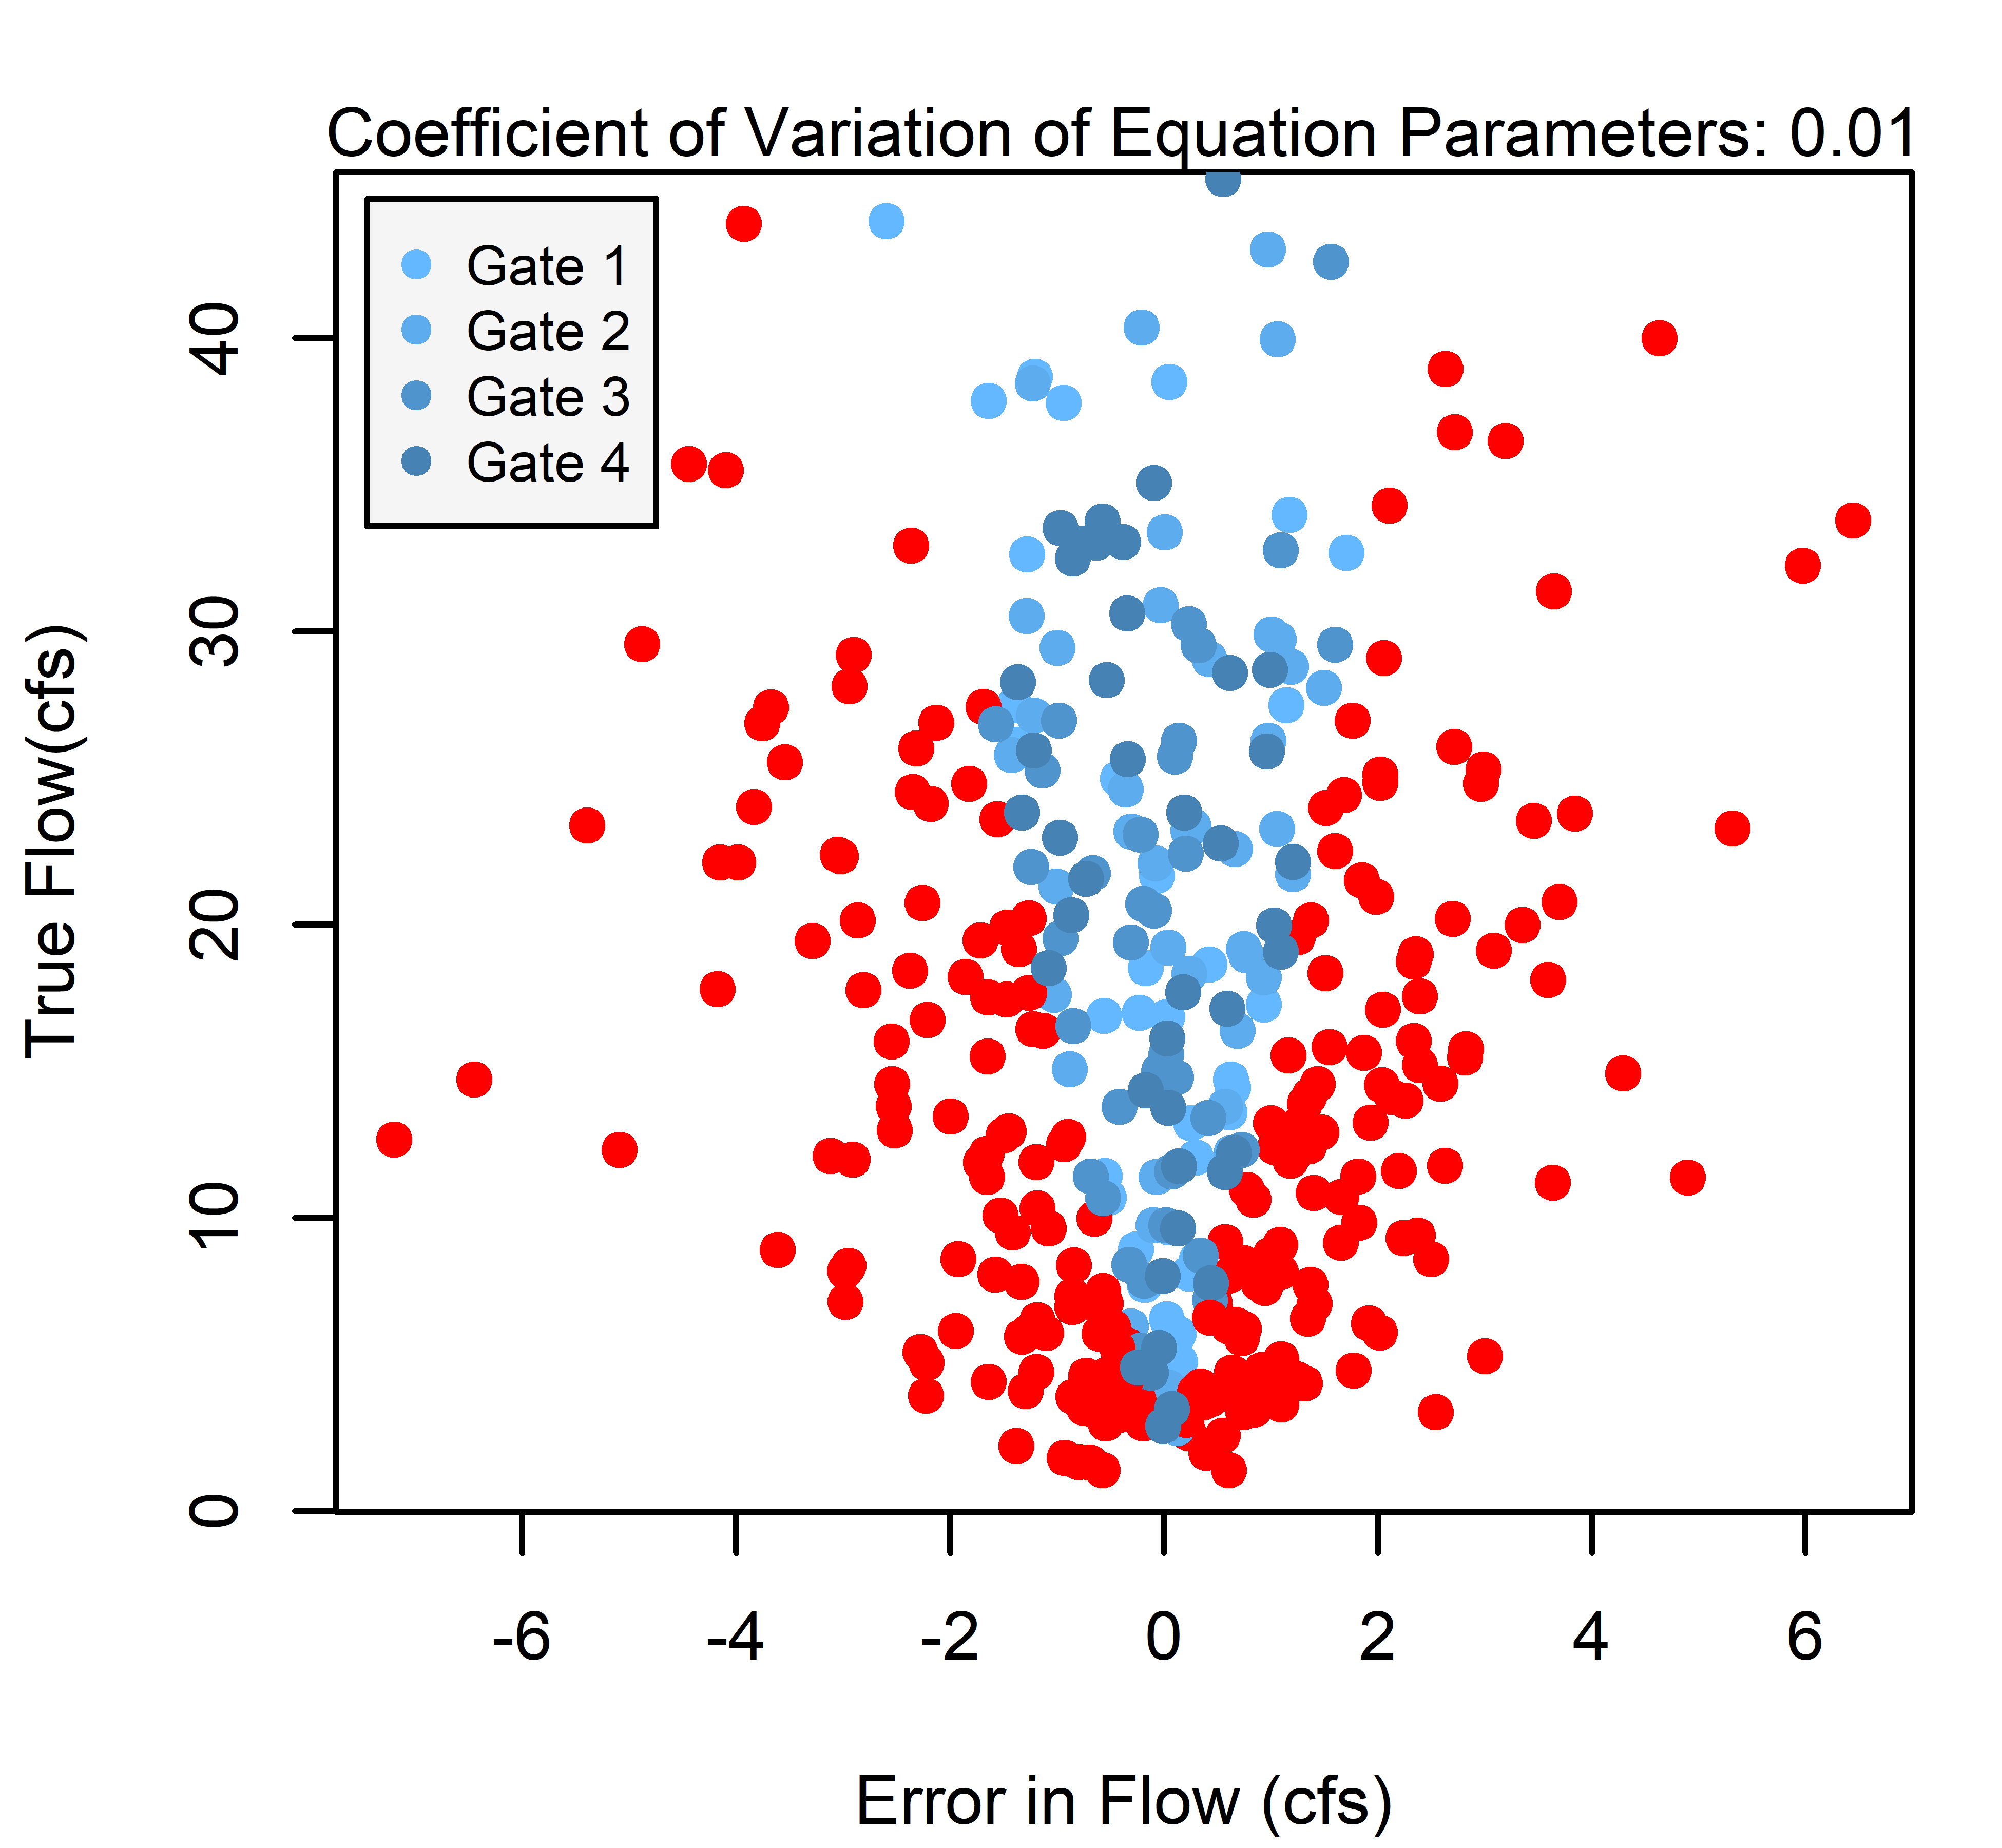 Coefficient of Variation of Equation Parameters: 0.01
Gate 1
Gate 2
Gate 3
Gate 4
True Flow(cfs)
40
30
20
10
0
-6 -4 -2 0 2 4 6
Error in Flow (cfs)